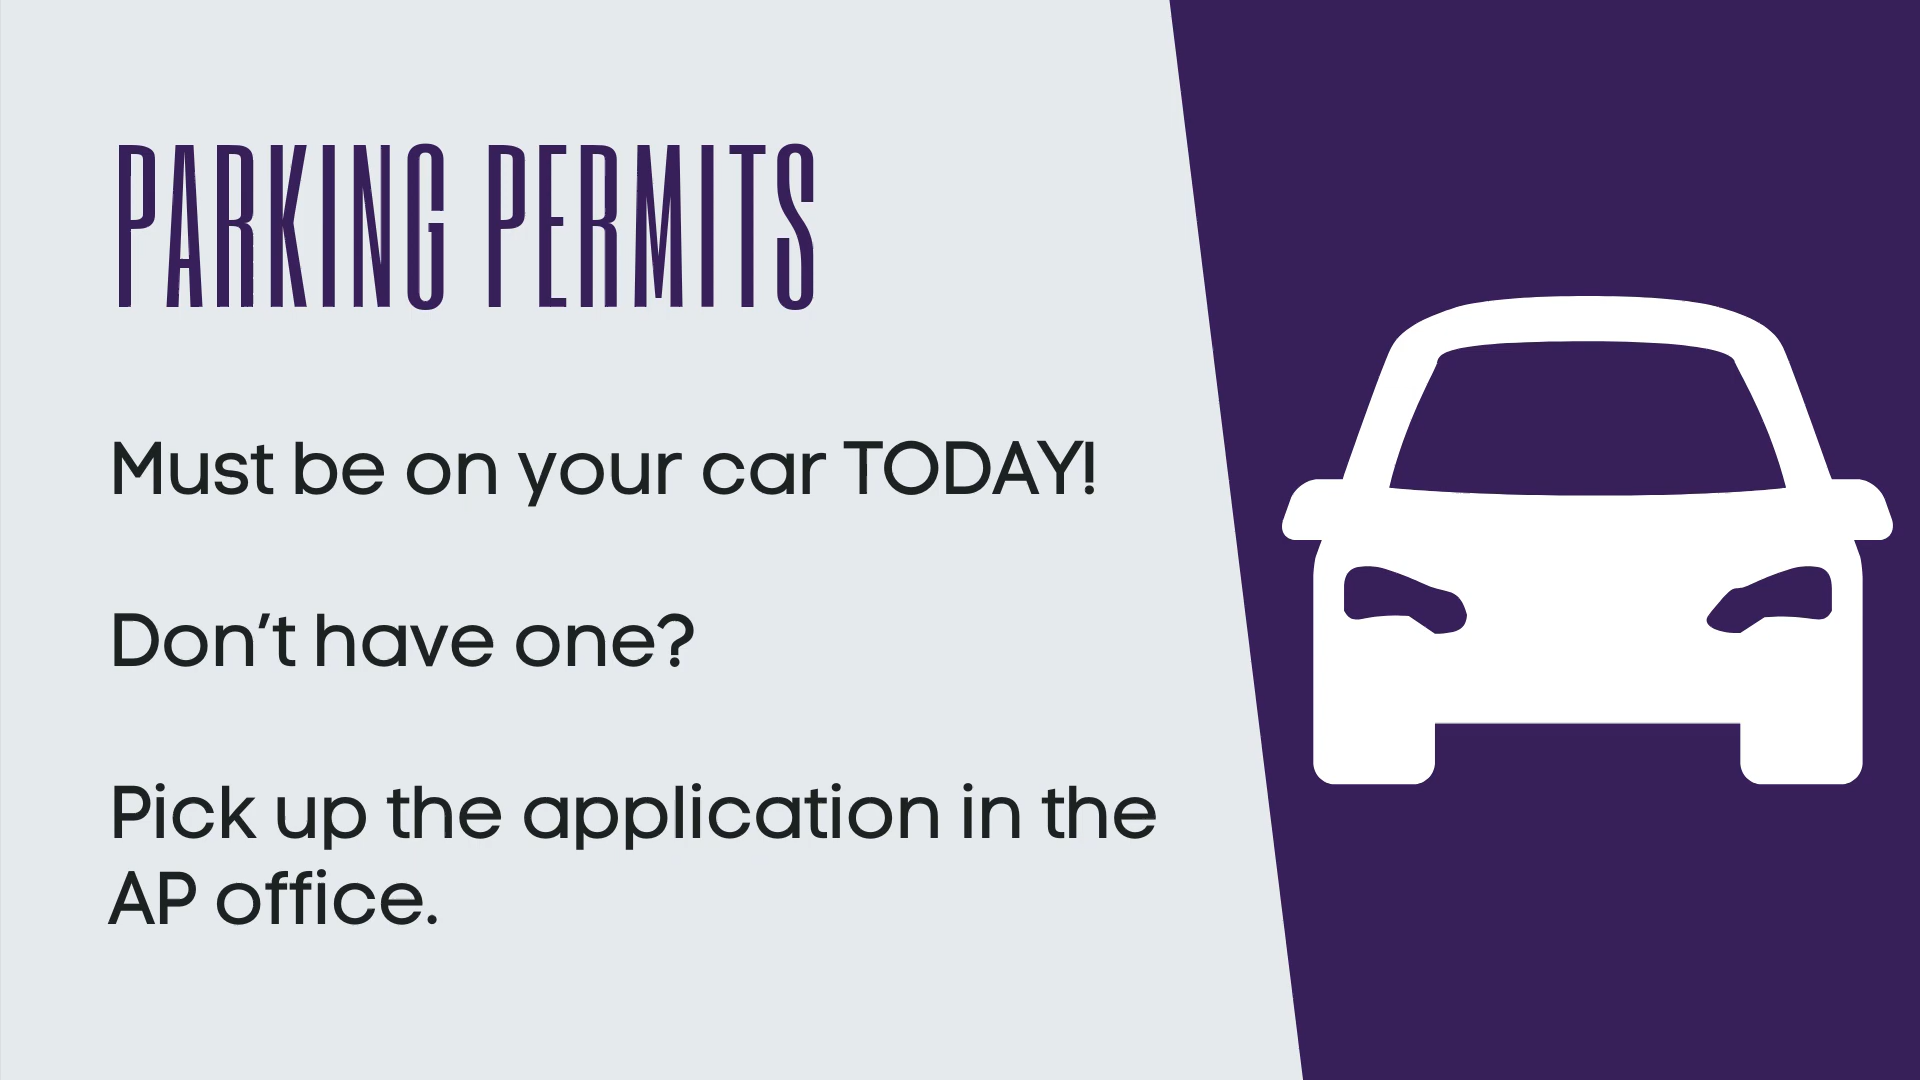 PARKING PERMITS
Must be on your car TODAY!
Don’t have one?
Pick up the application in the
AP office.